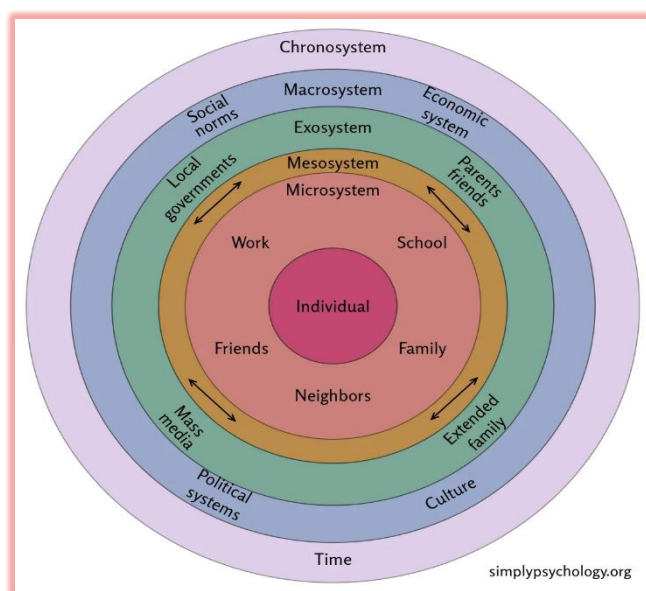 Chronosystem
Macrosystem
Social
norms
Economic
system
Exosystem
Local
governments
Parents
friends
Mesosystem
Microsystem
Work
School
Individual
Friends
Family
Neighbors
Mass
media
Extended
family
Political
systems
Culture
Time
simplypsychology.org